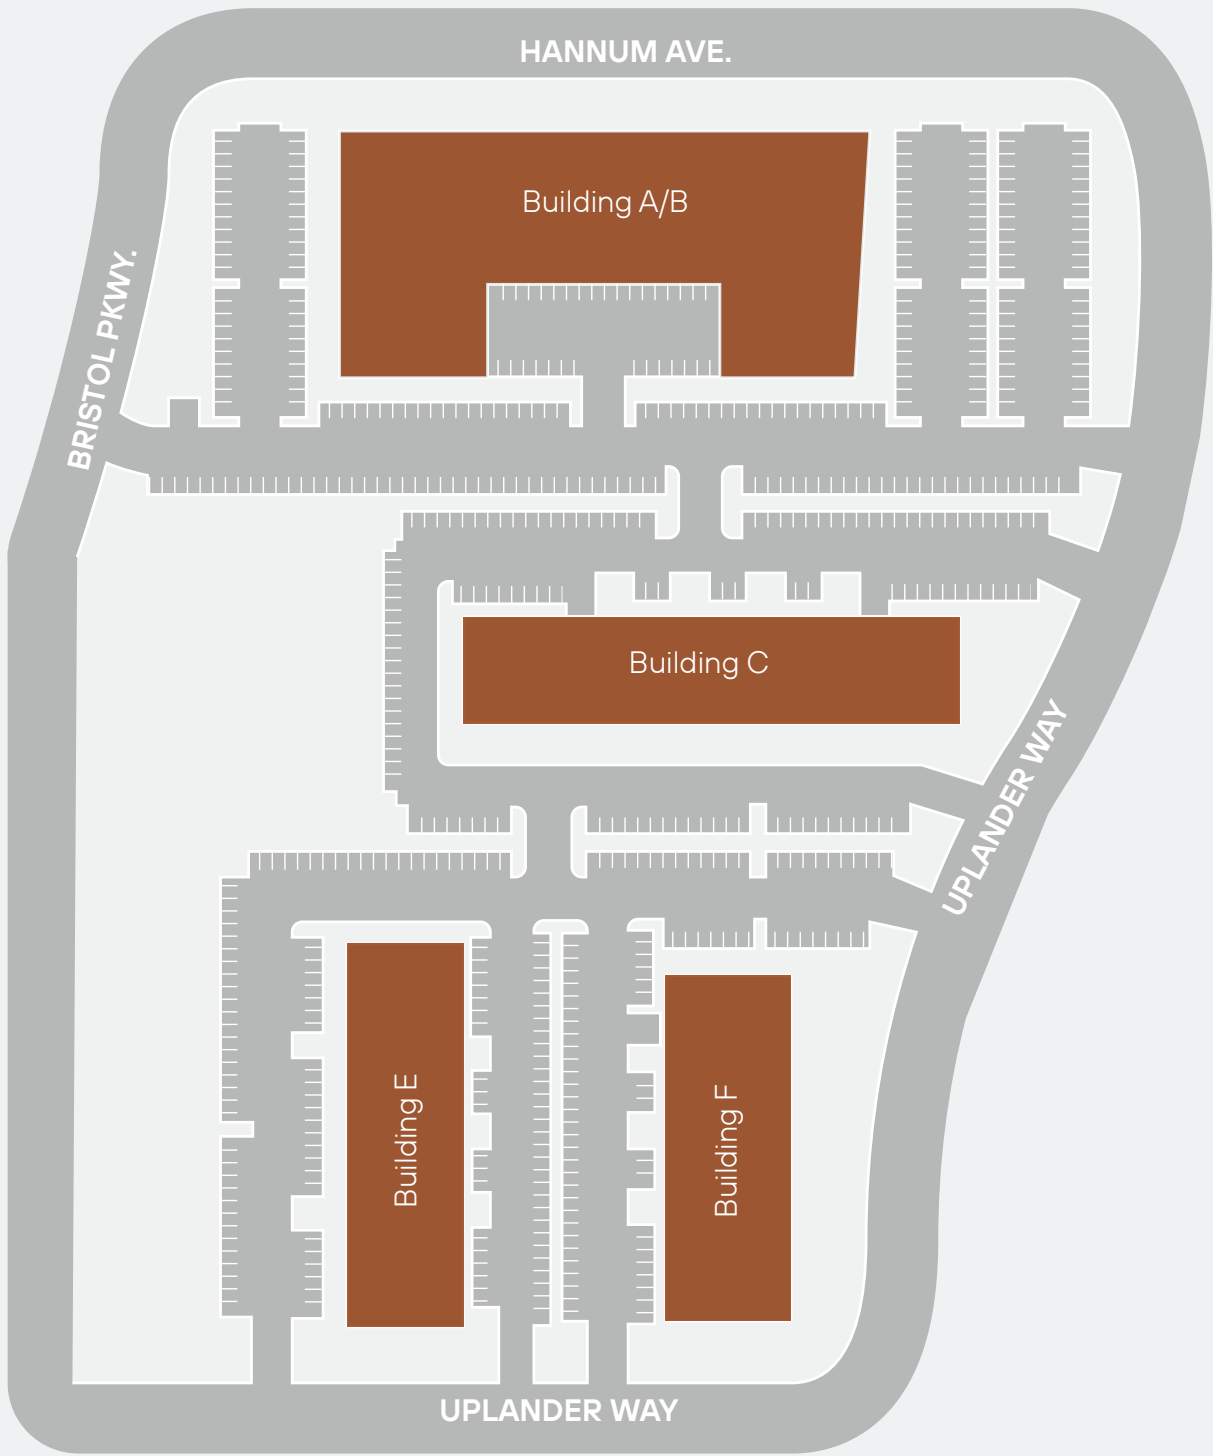 HANNUM AVE.
Building A/B
BRISTOL PKWY.
Building C
UPLANDER WAY
Building E
Building F
UPLANDER WAY